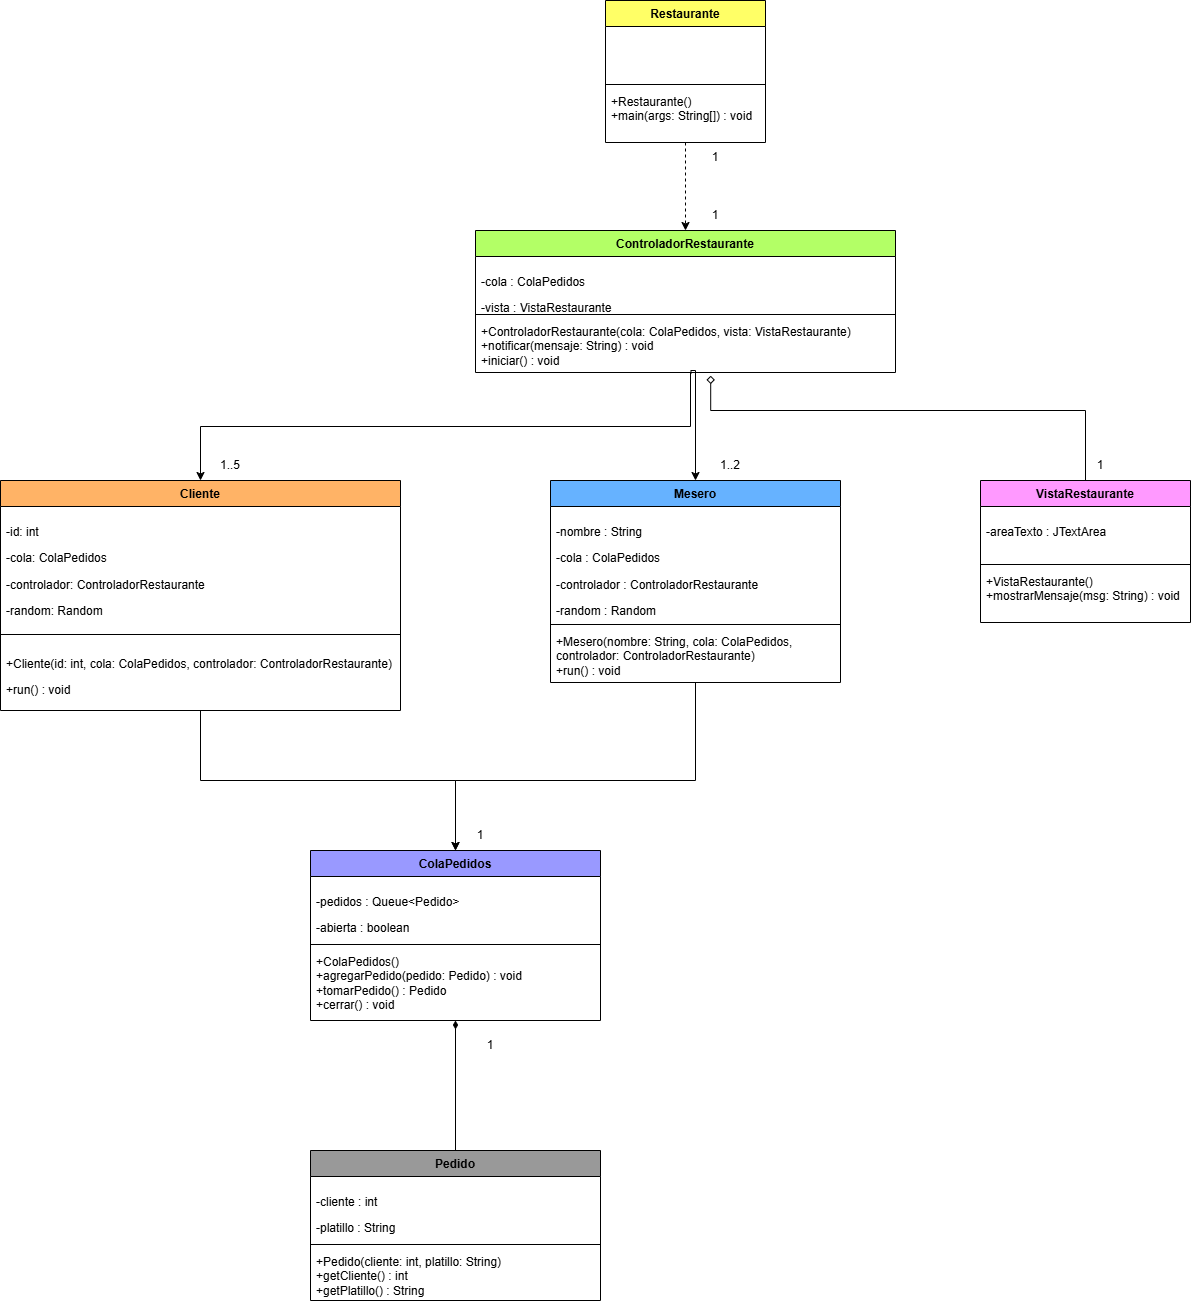 Restaurante
+Restaurante()
+main(args: String[]) : void
1
1
ControladorRestaurante
-cola : ColaPedidos
-vista : VistaRestaurante
+ControladorRestaurante(cola: ColaPedidos, vista: VistaRestaurante)
+notificar(mensaje: String) : void
+iniciar() : void
1..5
1..2
1
Cliente
-id: int
-cola: ColaPedidos
-controlador: ControladorRestaurante
-random: Random
+Cliente(id: int, cola: ColaPedidos, controlador: ControladorRestaurante)
+run() : void
Mesero
-nombre : String
-cola : ColaPedidos
-controlador : ControladorRestaurante
-random : Random
+Mesero(nombre: String, cola: ColaPedidos,
controlador: ControladorRestaurante)
+run() : void
VistaRestaurante
-areaTexto : JTextArea
+VistaRestaurante()
+mostrarMensaje(msg: String) : void
1
ColaPedidos
-pedidos : Queue<Pedido>
-abierta : boolean
+ColaPedidos()
+agregarPedido(pedido: Pedido) : void
+tomarPedido() : Pedido
+cerrar() : void
1
Pedido
-cliente : int
-platillo : String
+Pedido(cliente: int, platillo: String)
+getCliente() : int
+getPlatillo() : String